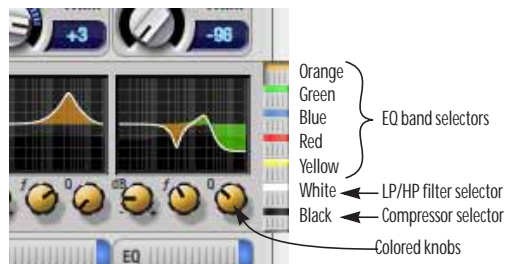 +3
-96
Orange
Green
Blue
Red
Yellow
EQ band selectors
White
LP/HP filter selector
Black
Compressor selector
Colored knobs
f
Q
dB
f
Q
EQ